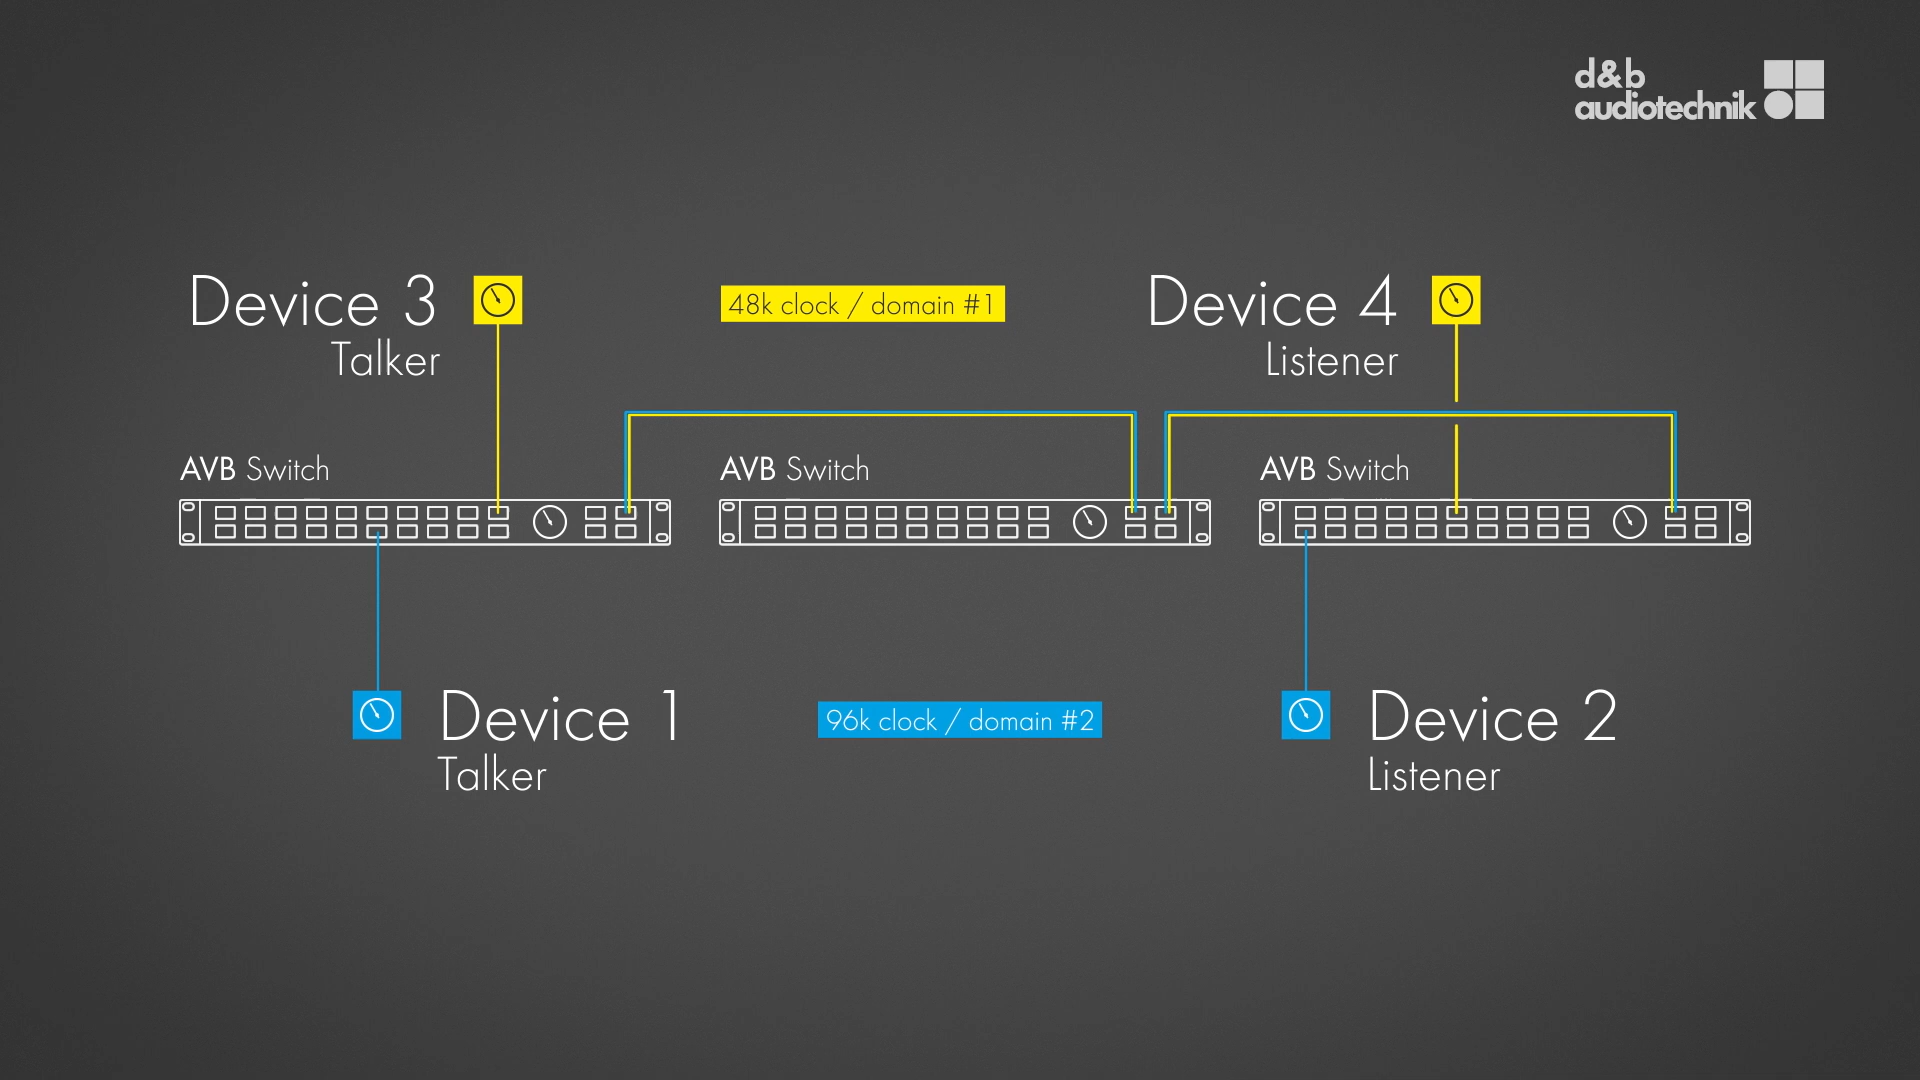 d&b
audiotechnik
Device 3
Talker
48k clock / domain #1
Device 4
Listener
AVB Switch
AVB Switch
AVB Switch
Device 1
Talker
96k clock / domain #2
Device 2
Listener